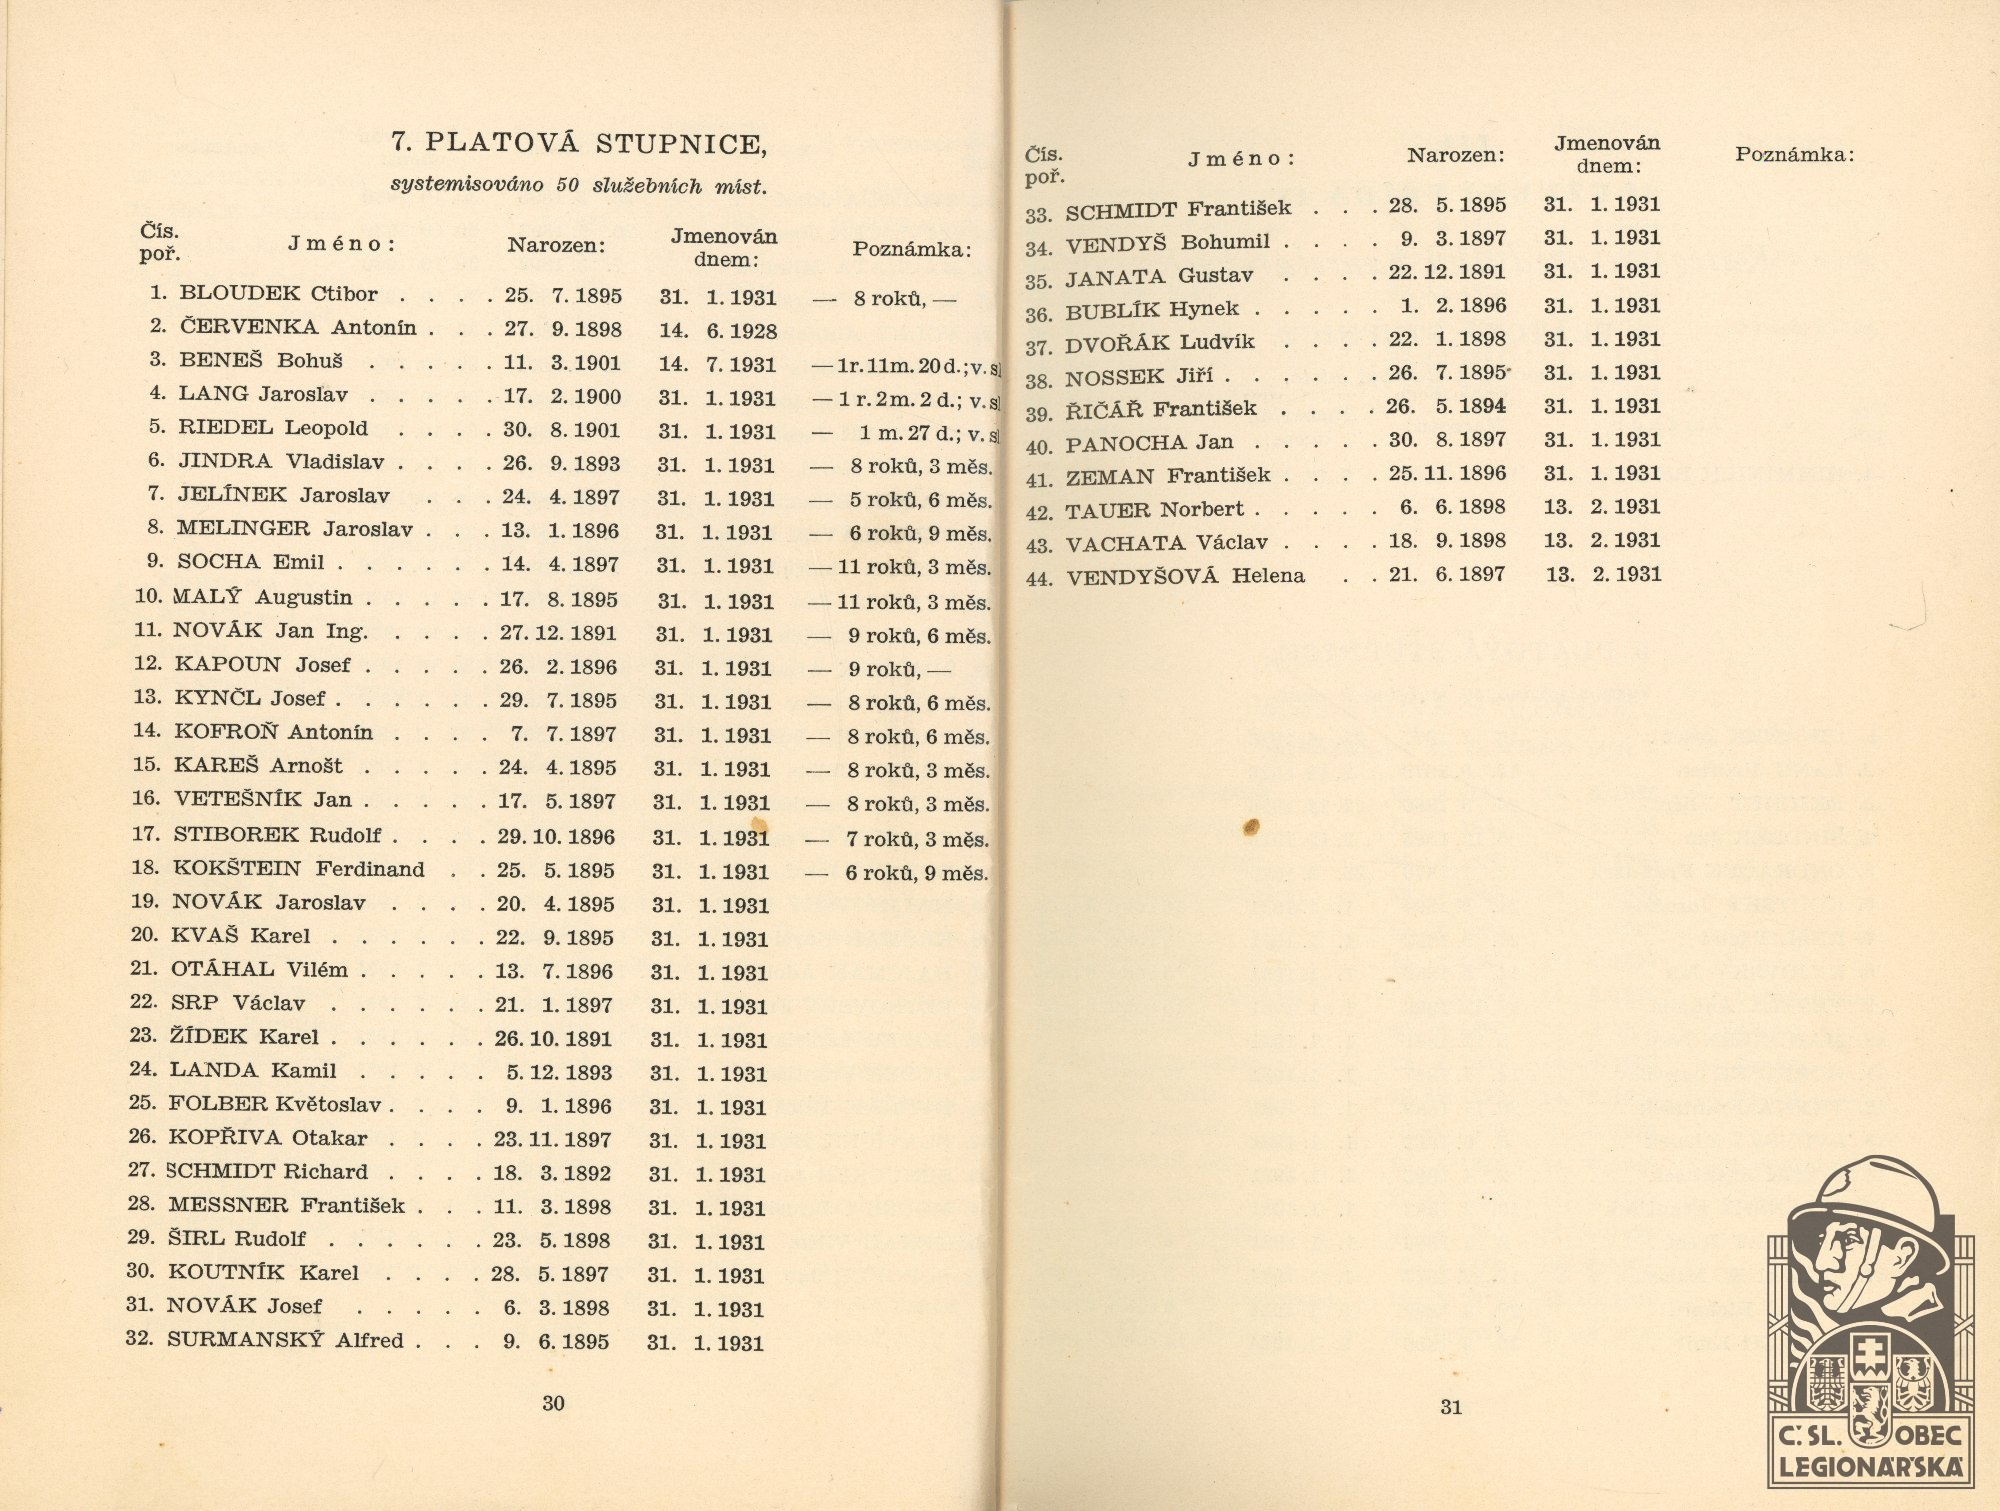 7. PLATOVÁ STUPNICE,
systemisováno 50 služebních míst.
Čís. poř. Jméno: Narozen: Jmenován dnem: Poznámka:
1. BLOUDEK Ctibor . . . . 25. 7. 1895 31. 1. 1931 — 8 roků, —
2. ČERVENKA Antonín . . . 27. 9. 1898 14. 6. 1928
3. BENEŠ Bohuš . . . . . 11. 3. 1901 14. 7. 1931 — 1 r. 11 m. 20 d.; v. sl
4. LANG Jaroslav . . . . . 17. 2. 1900 31. 1. 1931 — 1 r. 2 m. 2 d.; v. sl
5. RIEDEL Leopold . . . . 30. 8. 1901 31. 1. 1931 — 1 m. 27 d.; v. sl
6. JINDRA Vladislav . . . . 26. 9. 1893 31. 1. 1931 — 8 roků, 3 měs.
7. JELÍNEK Jaroslav . . . 24. 4. 1897 31. 1. 1931 — 5 roků, 6 měs.
8. MELINGER Jaroslav . . . 13. 1. 1896 31. 1. 1931 — 6 roků, 9 měs.
9. SOCHA Emil . . . . . . 14. 4. 1897 31. 1. 1931 — 11 roků, 3 měs.
10. MALÝ Augustin . . . . . 17. 8. 1895 31. 1. 1931 — 11 roků, 3 měs.
11. NOVÁK Jan Ing. . . . . 27. 12. 1891 31. 1. 1931 — 9 roků, 6 měs.
12. KAPOUN Josef . . . . . 26. 2. 1896 31. 1. 1931 — 9 roků, —
13. KYNČL Josef . . . . . . 29. 7. 1895 31. 1. 1931 — 8 roků, 6 měs.
14. KOFROŇ Antonín . . . . 7. 7. 1897 31. 1. 1931 — 8 roků, 6 měs.
15. KAREŠ Arnošt . . . . . 24. 4. 1895 31. 1. 1931 — 8 roků, 3 měs.
16. VETEŠNÍK Jan . . . . . 17. 5. 1897 31. 1. 1931 — 8 roků, 3 měs.
17. STIBOREK Rudolf . . . . 29. 10. 1896 31. 1. 1931 — 7 roků, 3 měs.
18. KOKŠTEIN Ferdinand . . 25. 5. 1895 31. 1. 1931 — 6 roků, 9 měs.
19. NOVÁK Jaroslav . . . . 20. 4. 1895 31. 1. 1931
20. KVAŠ Karel . . . . . . 22. 9. 1895 31. 1. 1931
21. OTÁHAL Vilém . . . . . 13. 7. 1896 31. 1. 1931
22. SRP Václav . . . . . . 21. 1. 1897 31. 1. 1931
23. ŽÍDEK Karel . . . . . . 26. 10. 1891 31. 1. 1931
24. LANDA Kamil . . . . . 5. 12. 1893 31. 1. 1931
25. FOLBER Květoslav . . . . 9. 1. 1896 31. 1. 1931
26. KOPŘIVA Otakar . . . . 23. 11. 1897 31. 1. 1931
27. SCHMIDT Richard . . . . 18. 3. 1892 31. 1. 1931
28. MESSNER František . . . 11. 3. 1898 31. 1. 1931
29. ŠIRL Rudolf . . . . . . 23. 5. 1898 31. 1. 1931
30. KOUTNÍK Karel . . . . 28. 5. 1897 31. 1. 1931
31. NOVÁK Josef . . . . . 6. 3. 1898 31. 1. 1931
32. SURMANSKÝ Alfred . . . 9. 6. 1895 31. 1. 1931
30
Čís. poř. Jméno: Narozen: Jmenován dnem: Poznámka:
33. SCHMIDT František . . . 28. 5. 1895 31. 1. 1931
34. VENDYŠ Bohumil . . . . 9. 3. 1897 31. 1. 1931
35. JANATA Gustav . . . . 22. 12. 1891 31. 1. 1931
36. BUBLÍK Hynek . . . . . 1. 2. 1896 31. 1. 1931
37. DVOŘÁK Ludvík . . . . 22. 1. 1898 31. 1. 1931
38. NOSSEK Jiří . . . . . . 26. 7. 1895 31. 1. 1931
39. ŘIČÁŘ František . . . . 26. 5. 1894 31. 1. 1931
40. PANOCHA Jan . . . . . 30. 8. 1897 31. 1. 1931
41. ZEMAN František . . . . 25. 11. 1896 31. 1. 1931
42. TAUER Norbert . . . . . 6. 6. 1898 13. 2. 1931
43. VACHATA Václav . . . . 18. 9. 1898 13. 2. 1931
44. VENDYŠOVÁ Helena . . 21. 6. 1897 13. 2. 1931
31
Č. SL. OBEC
LEGIONÁŘSKÁ